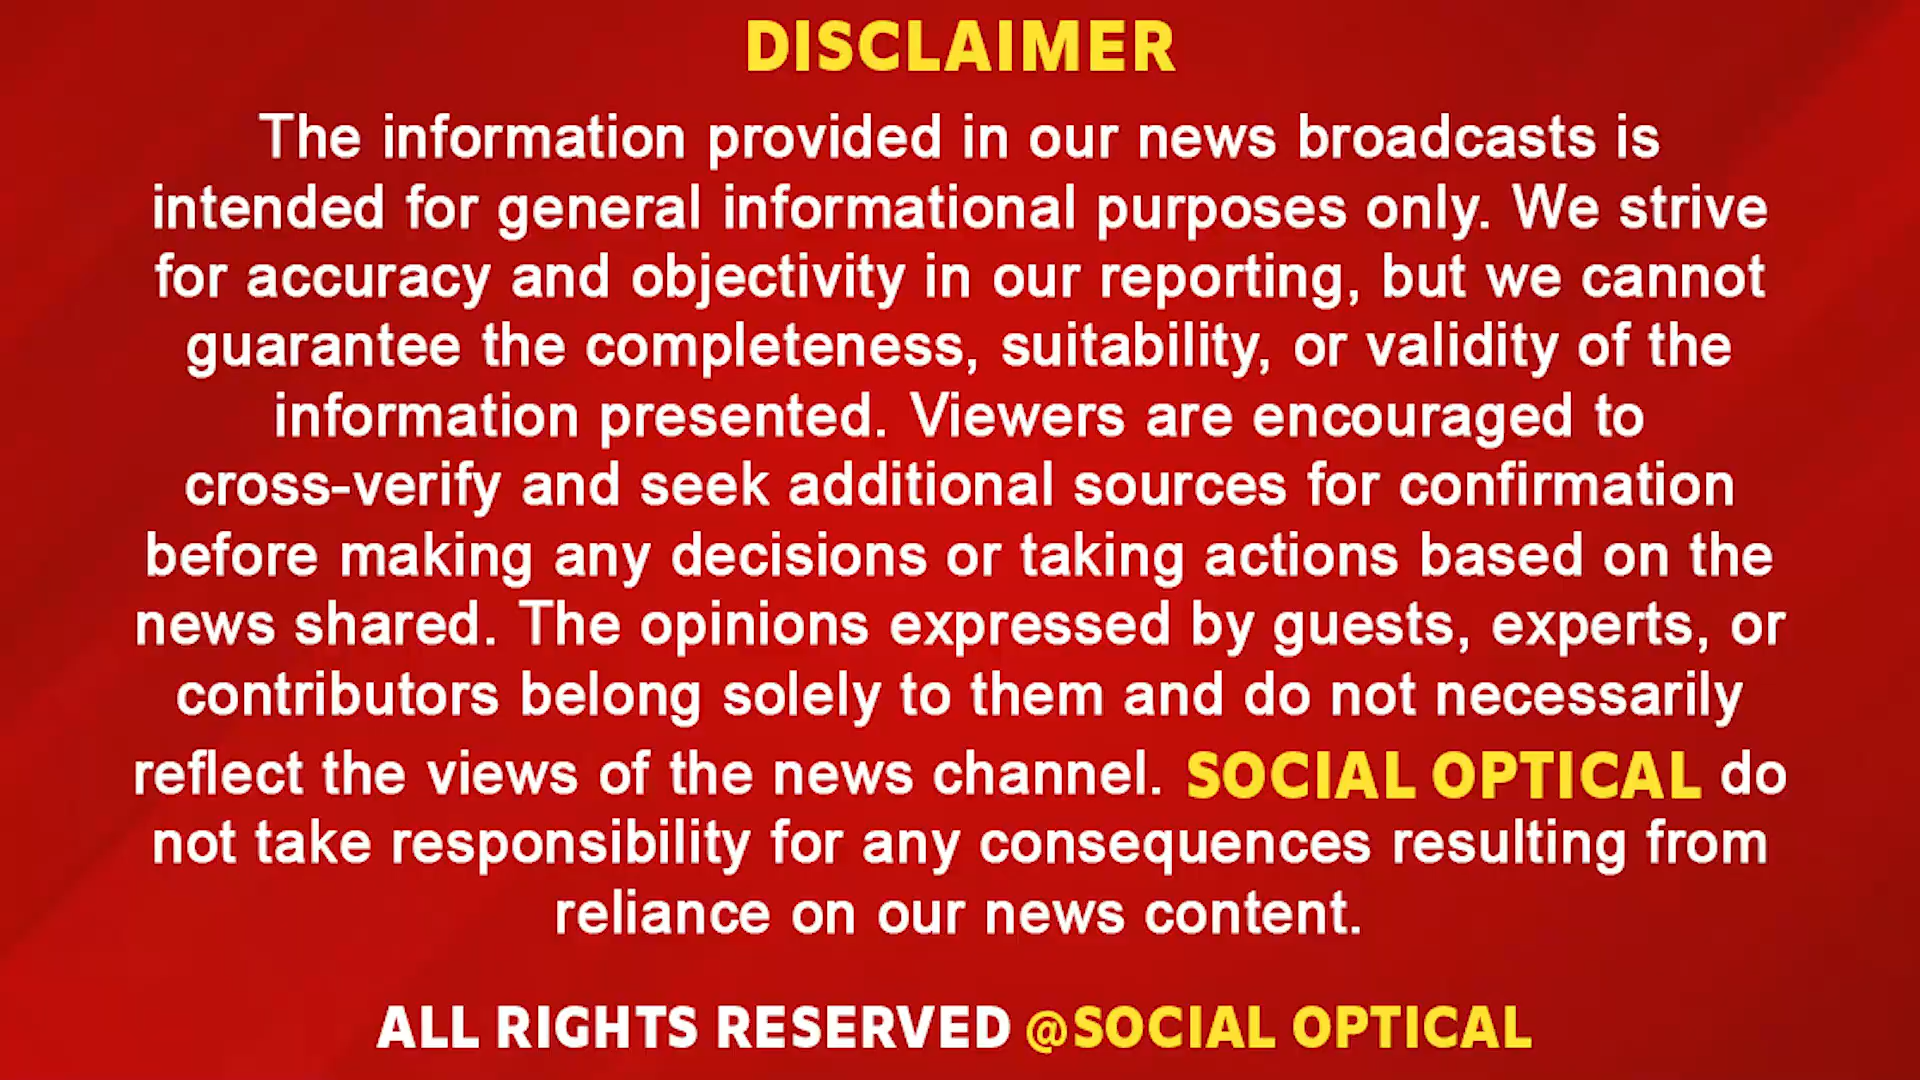 DISCLAIMER
The information provided in our news broadcasts is
intended for general informational purposes only. We strive
for accuracy and objectivity in our reporting, but we cannot
guarantee the completeness, suitability, or validity of the
information presented. Viewers are encouraged to
cross-verify and seek additional sources for confirmation
before making any decisions or taking actions based on the
news shared. The opinions expressed by guests, experts, or
contributors belong solely to them and do not necessarily
reflect the views of the news channel. SOCIAL OPTICAL do
not take responsibility for any consequences resulting from
reliance on our news content.
ALL RIGHTS RESERVED @SOCIAL OPTICAL